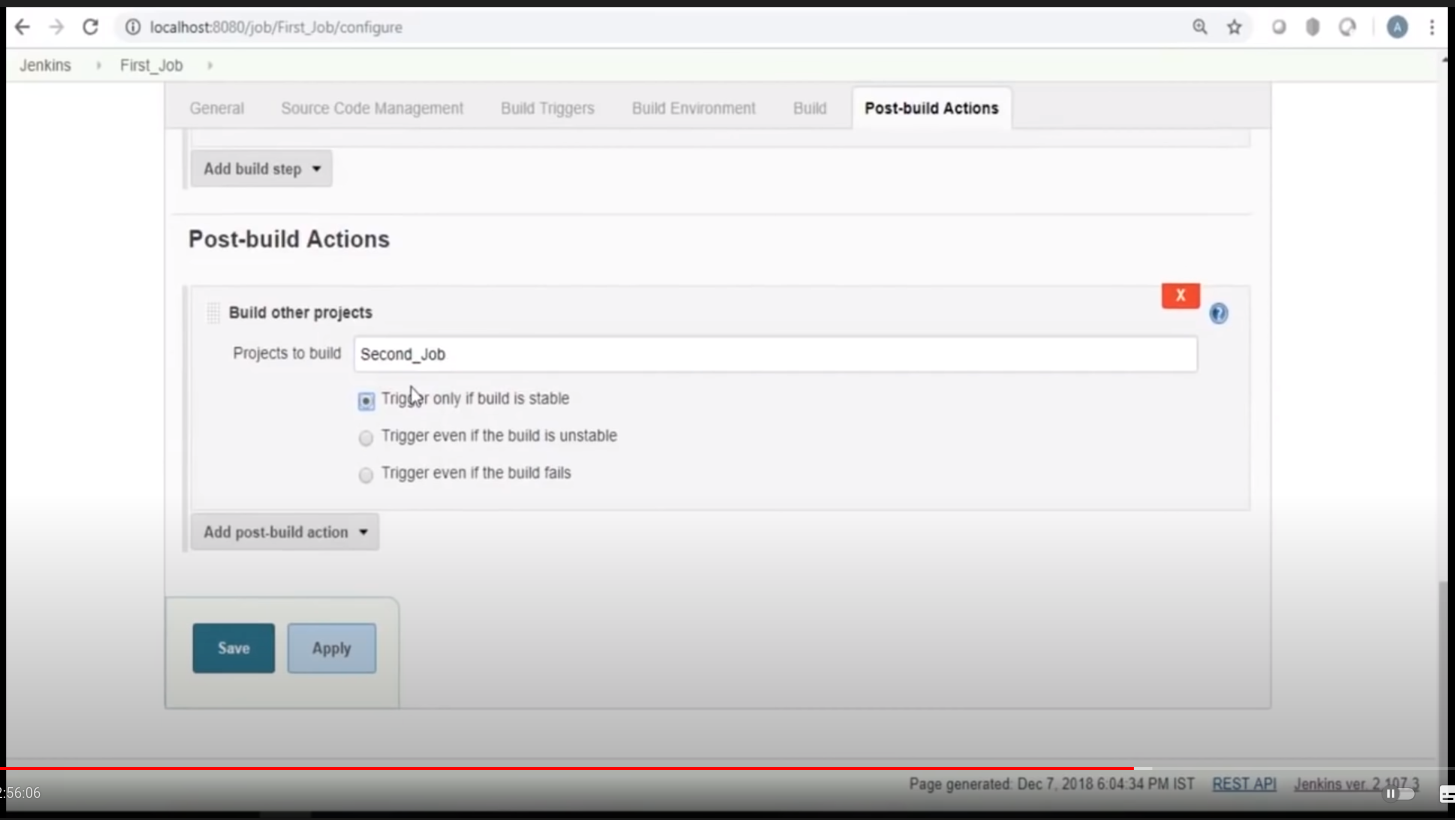 localhost:8080/job/First_Job/configure
A
Jenkins First_Job
General Source Code Management Build Triggers Build Environment Build Post-build Actions
Add build step
Post-build Actions
X
Build other projects
?
Projects to build Second_Job
Trigger only if build is stable
Trigger even if the build is unstable
Trigger even if the build fails
Add post-build action
Save Apply
Page generated: Dec 7, 2018 6:04:34 PM IST REST API Jenkins ver. 2.107.3
:56:06